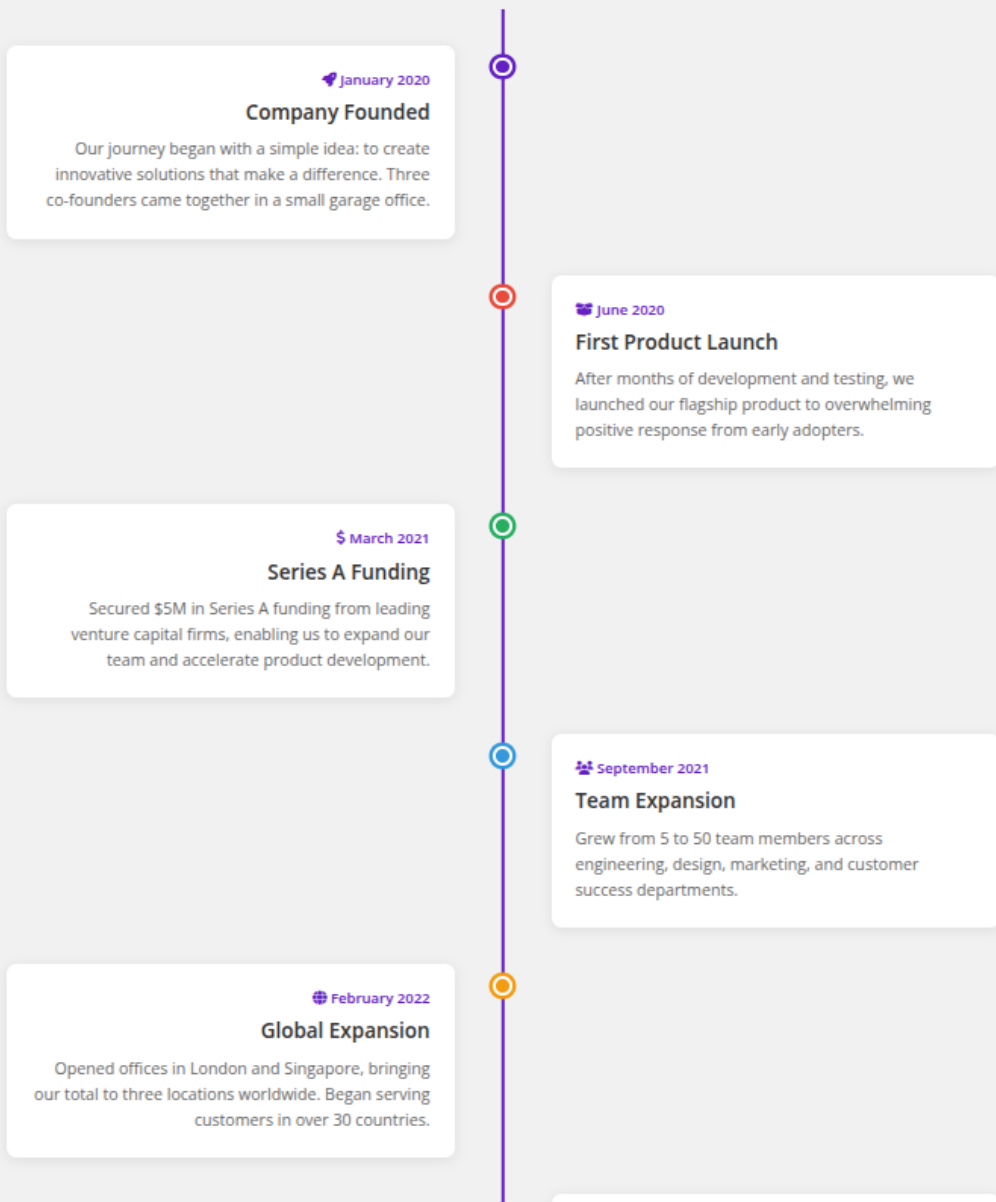 January 2020
Company Founded
Our journey began with a simple idea: to create
innovative solutions that make a difference. Three
co-founders came together in a small garage office.
June 2020
First Product Launch
After months of development and testing, we
launched our flagship product to overwhelming
positive response from early adopters.
$ March 2021
Series A Funding
Secured $5M in Series A funding from leading
venture capital firms, enabling us to expand our
team and accelerate product development.
September 2021
Team Expansion
Grew from 5 to 50 team members across
engineering, design, marketing, and customer
success departments.
February 2022
Global Expansion
Opened offices in London and Singapore, bringing
our total to three locations worldwide. Began serving
customers in over 30 countries.